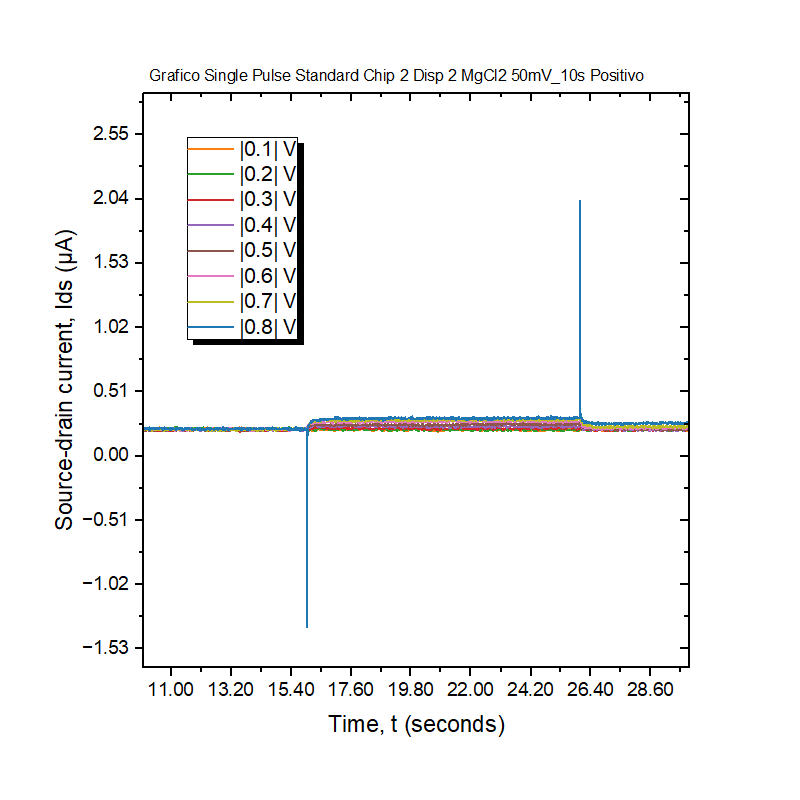 Grafico Single Pulse Standard Chip 2 Disp 2 MgCl2 50mV_10s Positivo
2.55
2.04
1.53
1.02
0.51
0.00
−0.51
−1.02
−1.53
Source-drain current, Ids (µA)
|0.1| V
|0.2| V
|0.3| V
|0.4| V
|0.5| V
|0.6| V
|0.7| V
|0.8| V
11.00 13.20 15.40 17.60 19.80 22.00 24.20 26.40 28.60
Time, t (seconds)